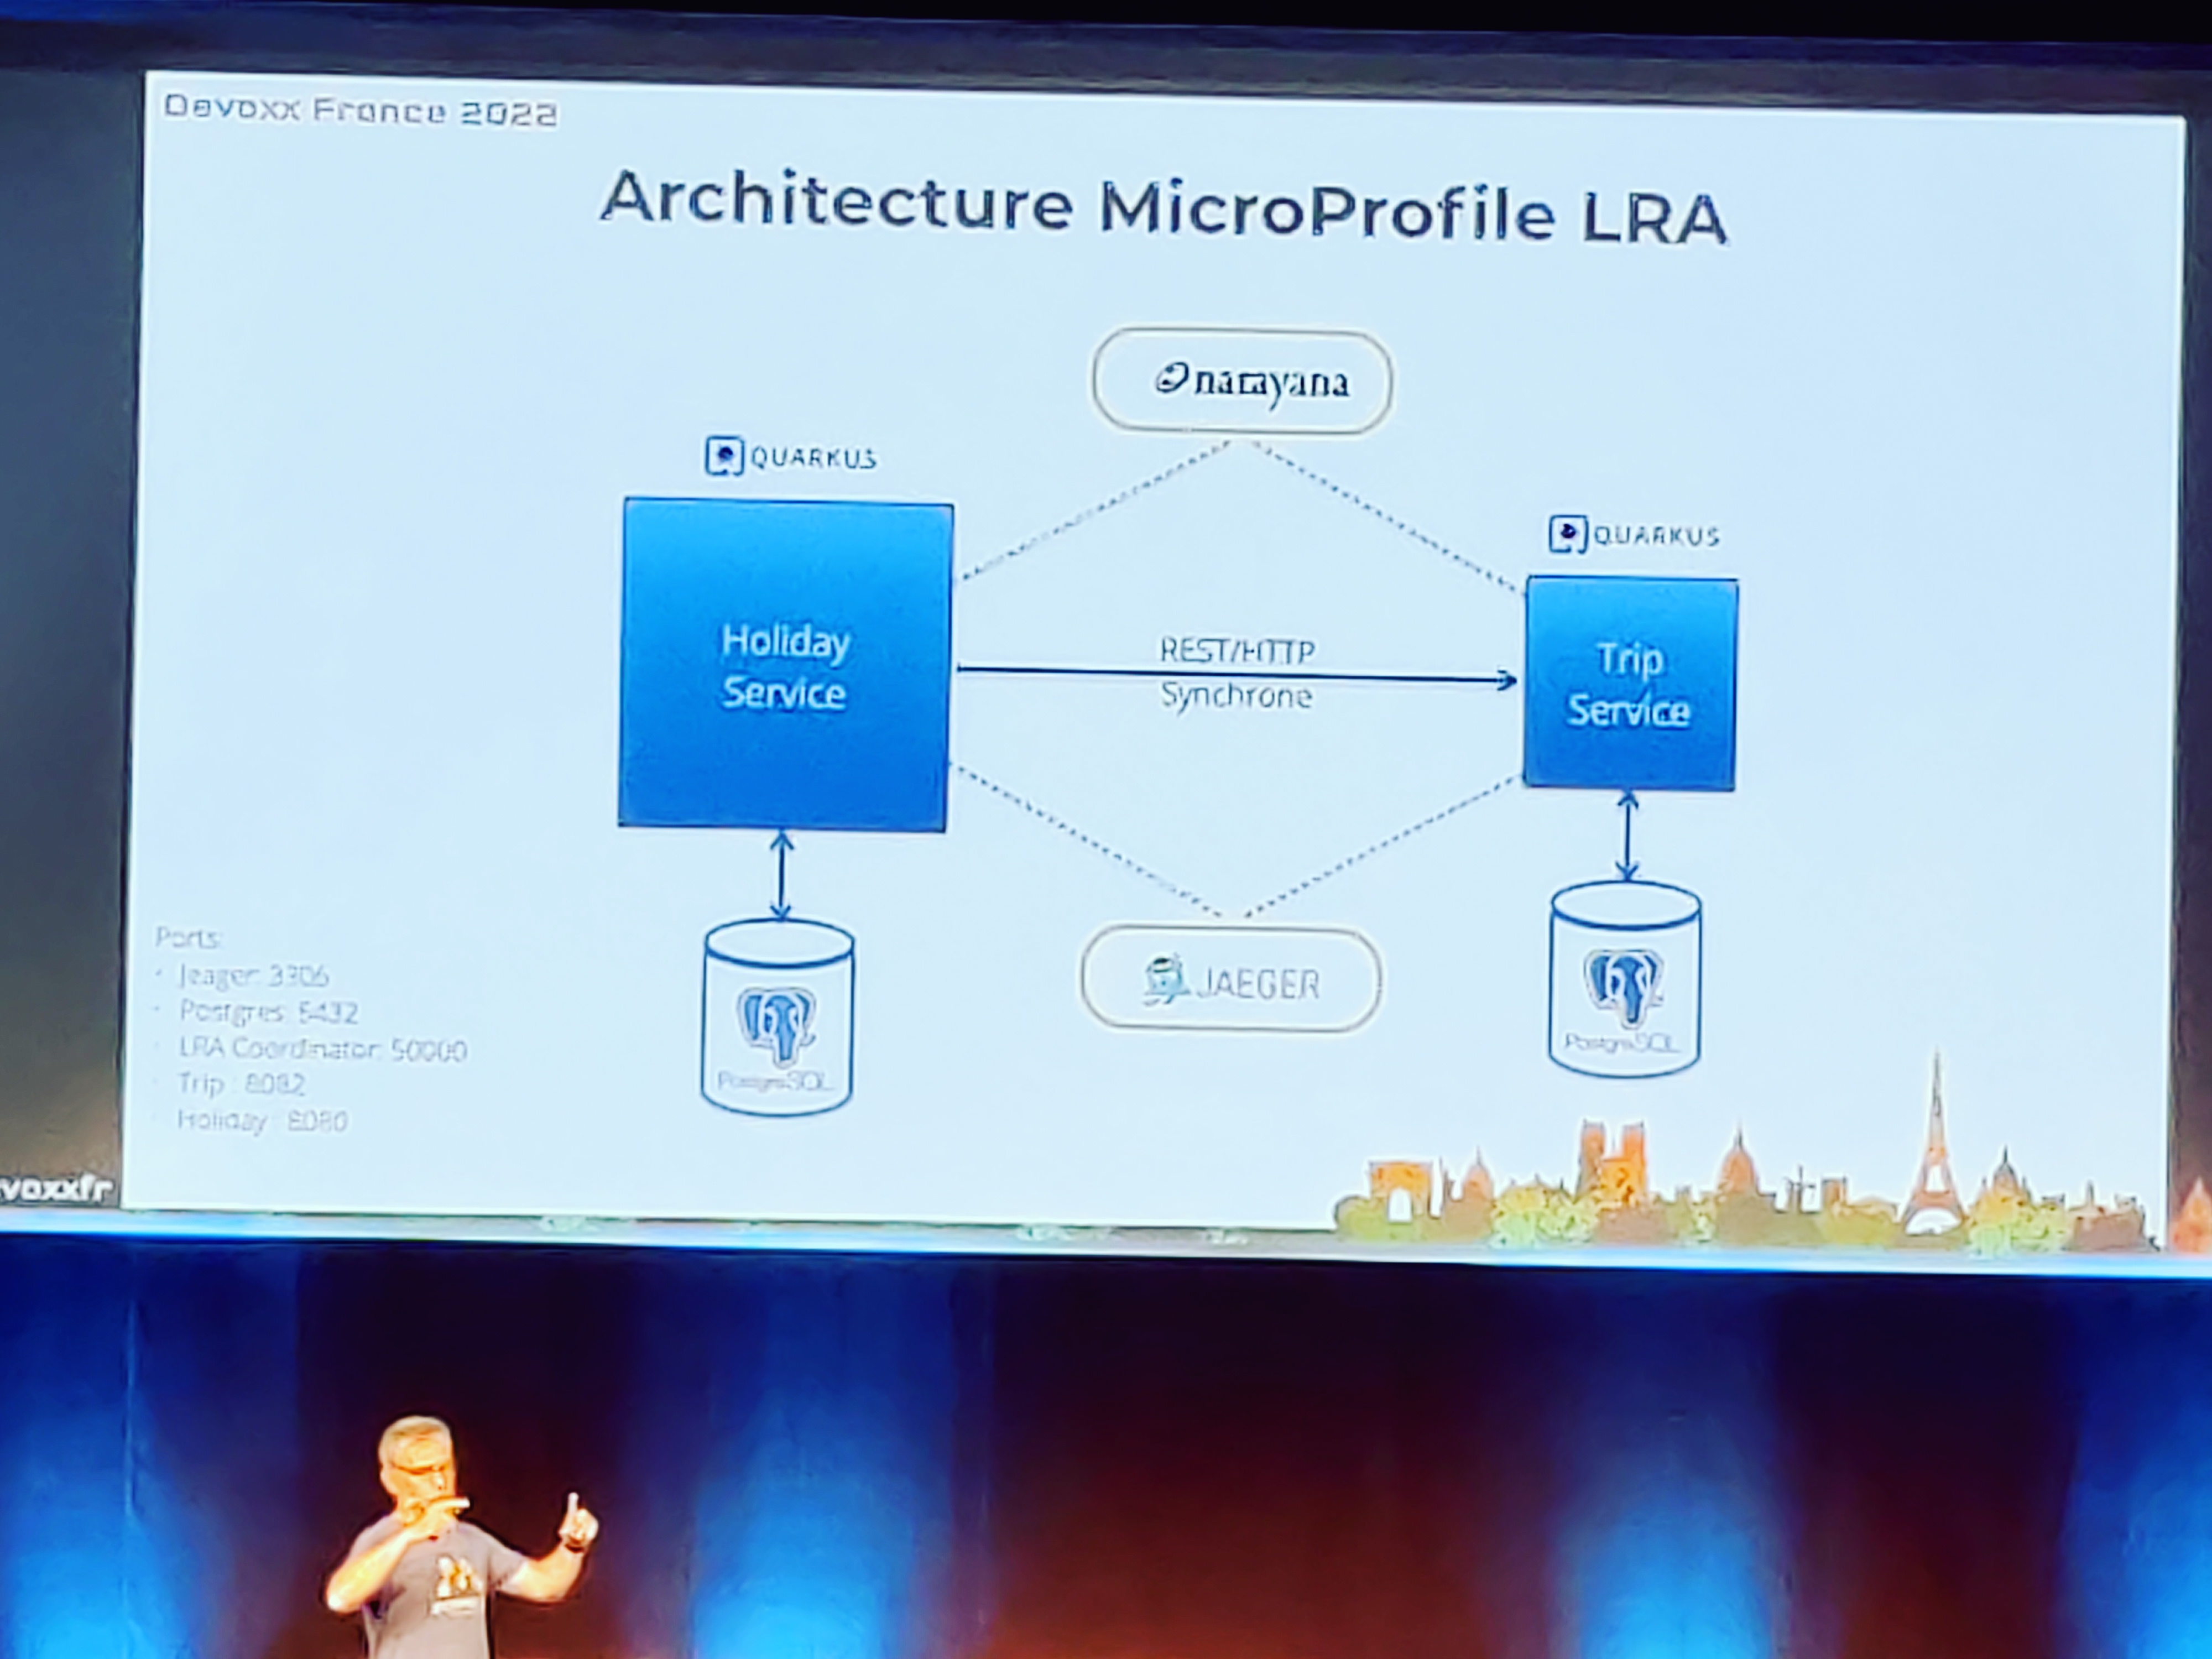 Devoxx France 2022
Architecture MicroProfile LRA
narayana
QUARKUS
QUARKUS
Holiday
Service
REST/HTTP
Synchrone
Trip
Service
JAEGER
PostgreSQL
PostgreSQL
Ports:
Jeager: 3306
Postgres: 5432
LRA Coordinator: 50000
Trip : 8082
Holiday : 8080
voxxfr